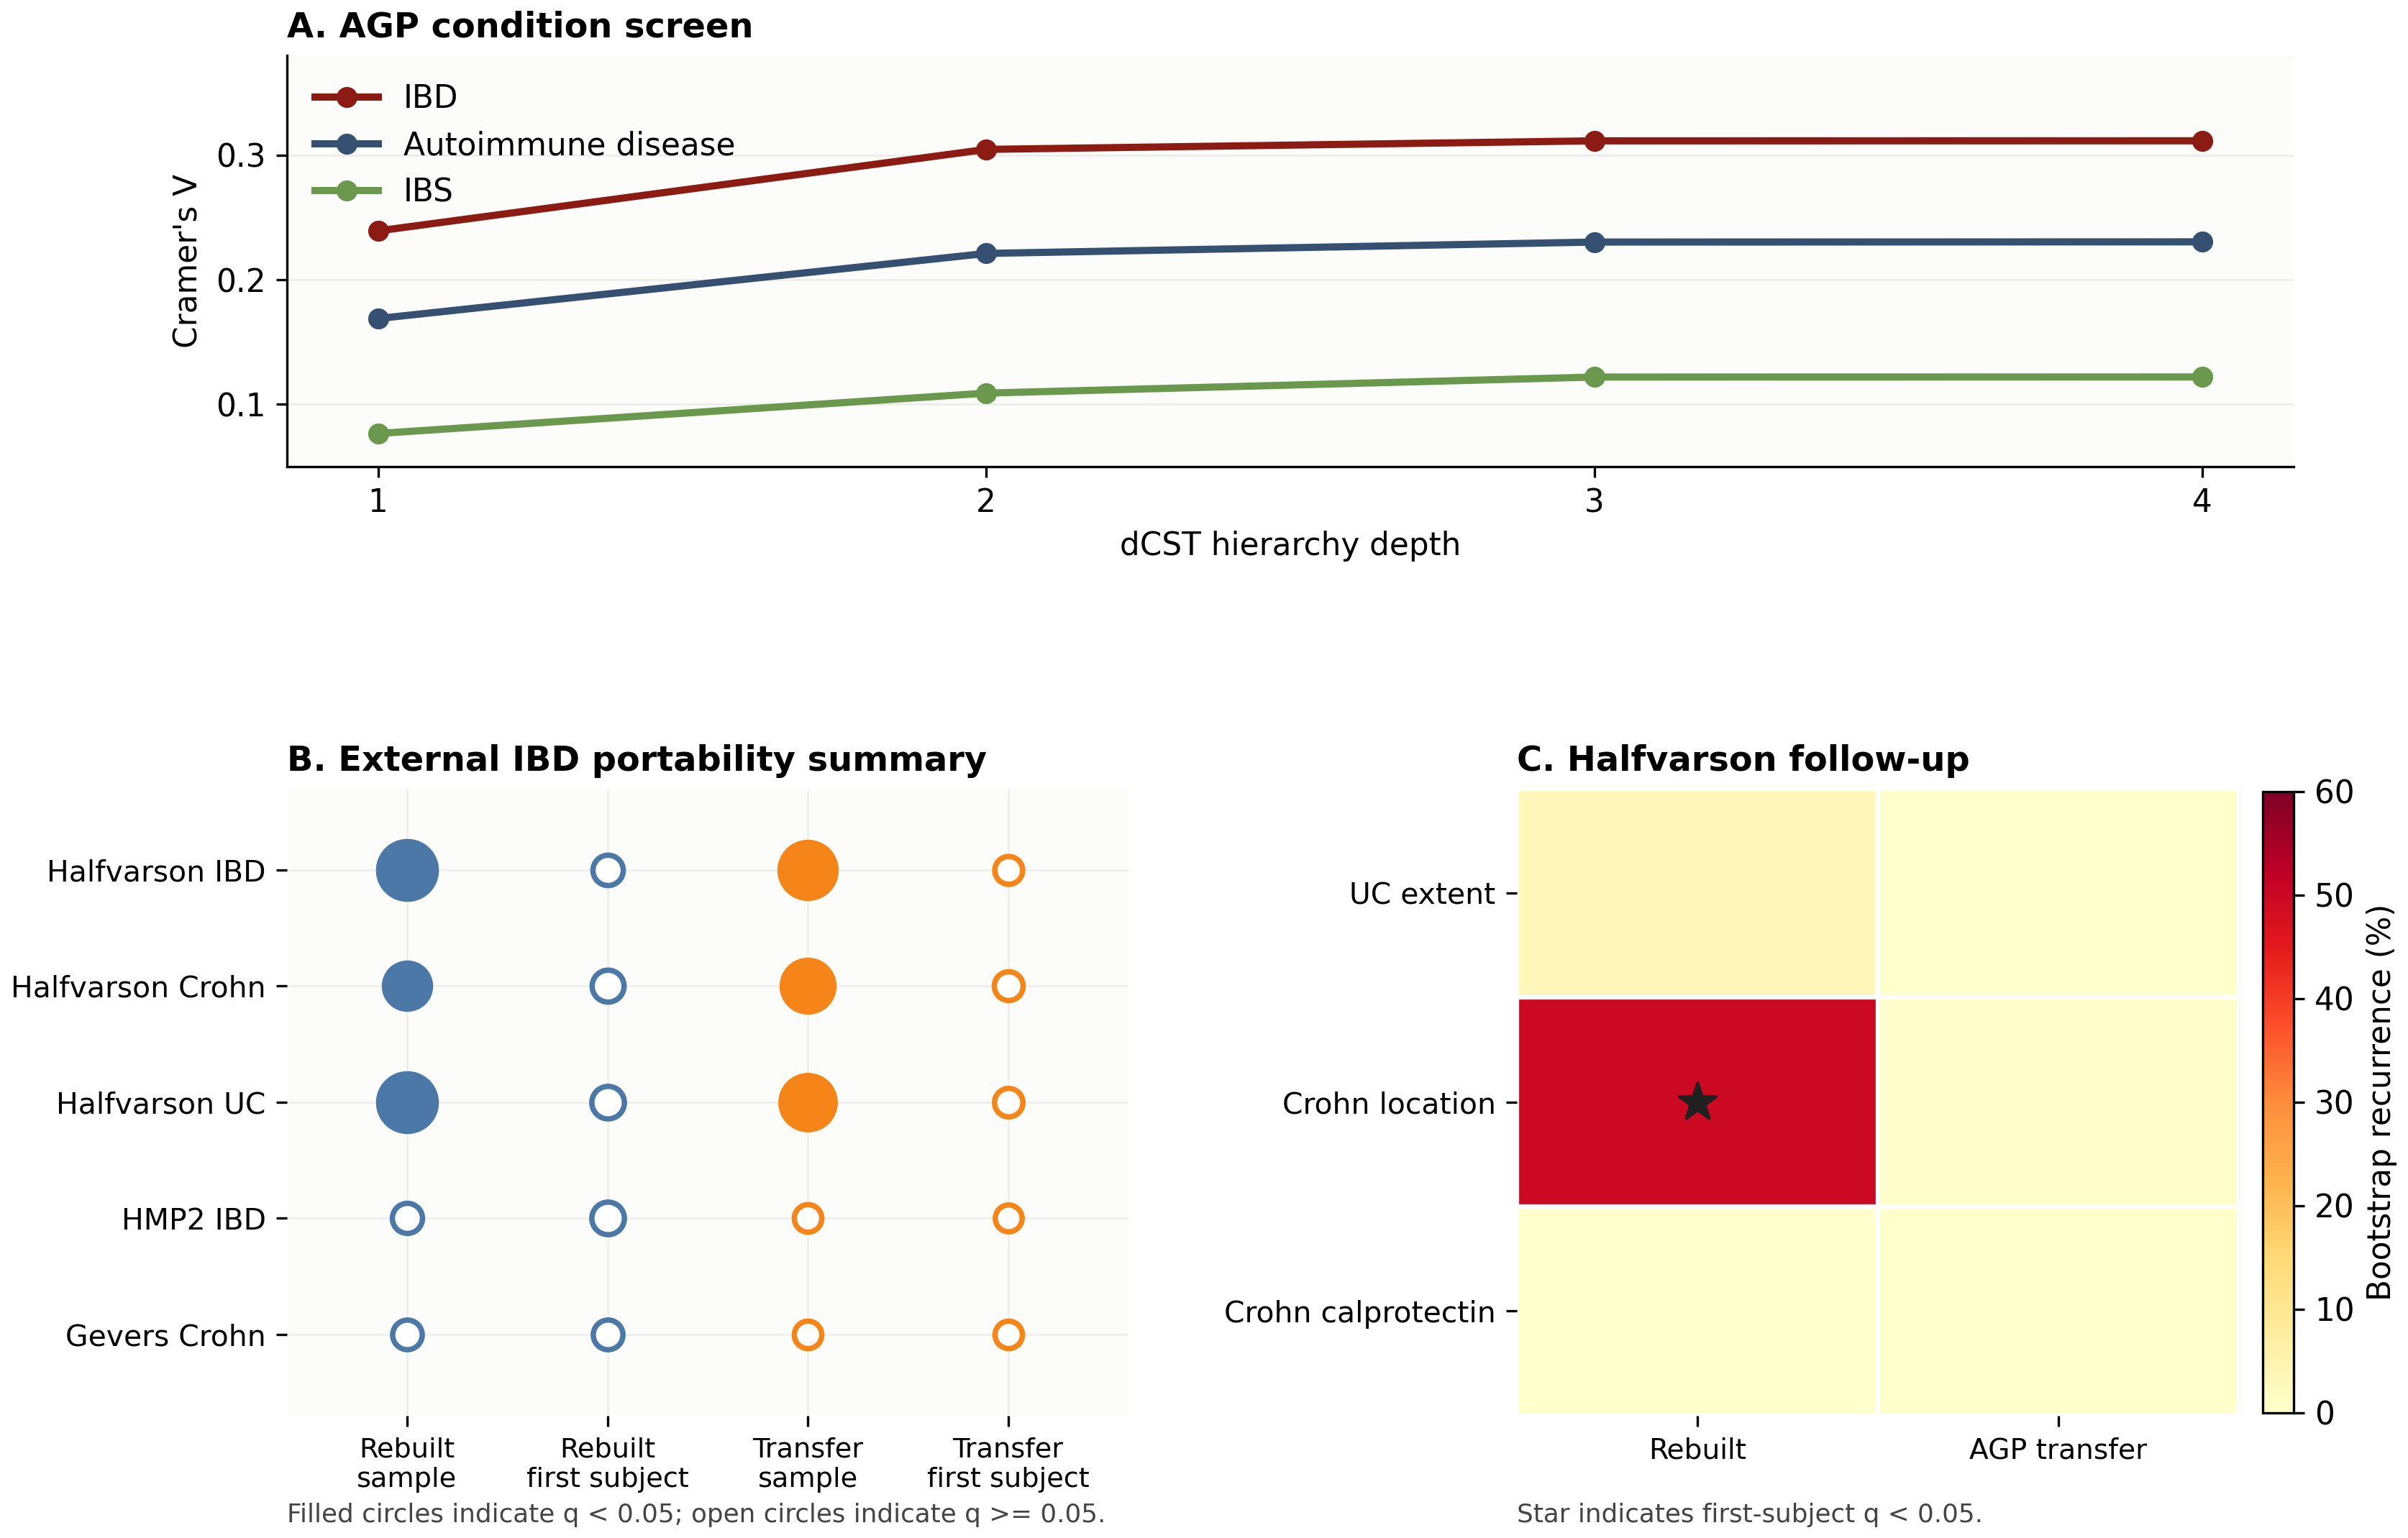 A. AGP condition screen
IBD
Autoimmune disease
IBS
Cramer's V
0.3
0.2
0.1
1
2
3
4
dCST hierarchy depth
B. External IBD portability summary
Halfvarson IBD
Halfvarson Crohn
Halfvarson UC
HMP2 IBD
Gevers Crohn
Rebuilt
sample
Rebuilt
first subject
Transfer
sample
Transfer
first subject
Filled circles indicate q < 0.05; open circles indicate q >= 0.05.
C. Halfvarson follow-up
UC extent
Crohn location
Crohn calprotectin
Rebuilt
AGP transfer
60
50
40
30
20
10
0
Bootstrap recurrence (%)
Star indicates first-subject q < 0.05.